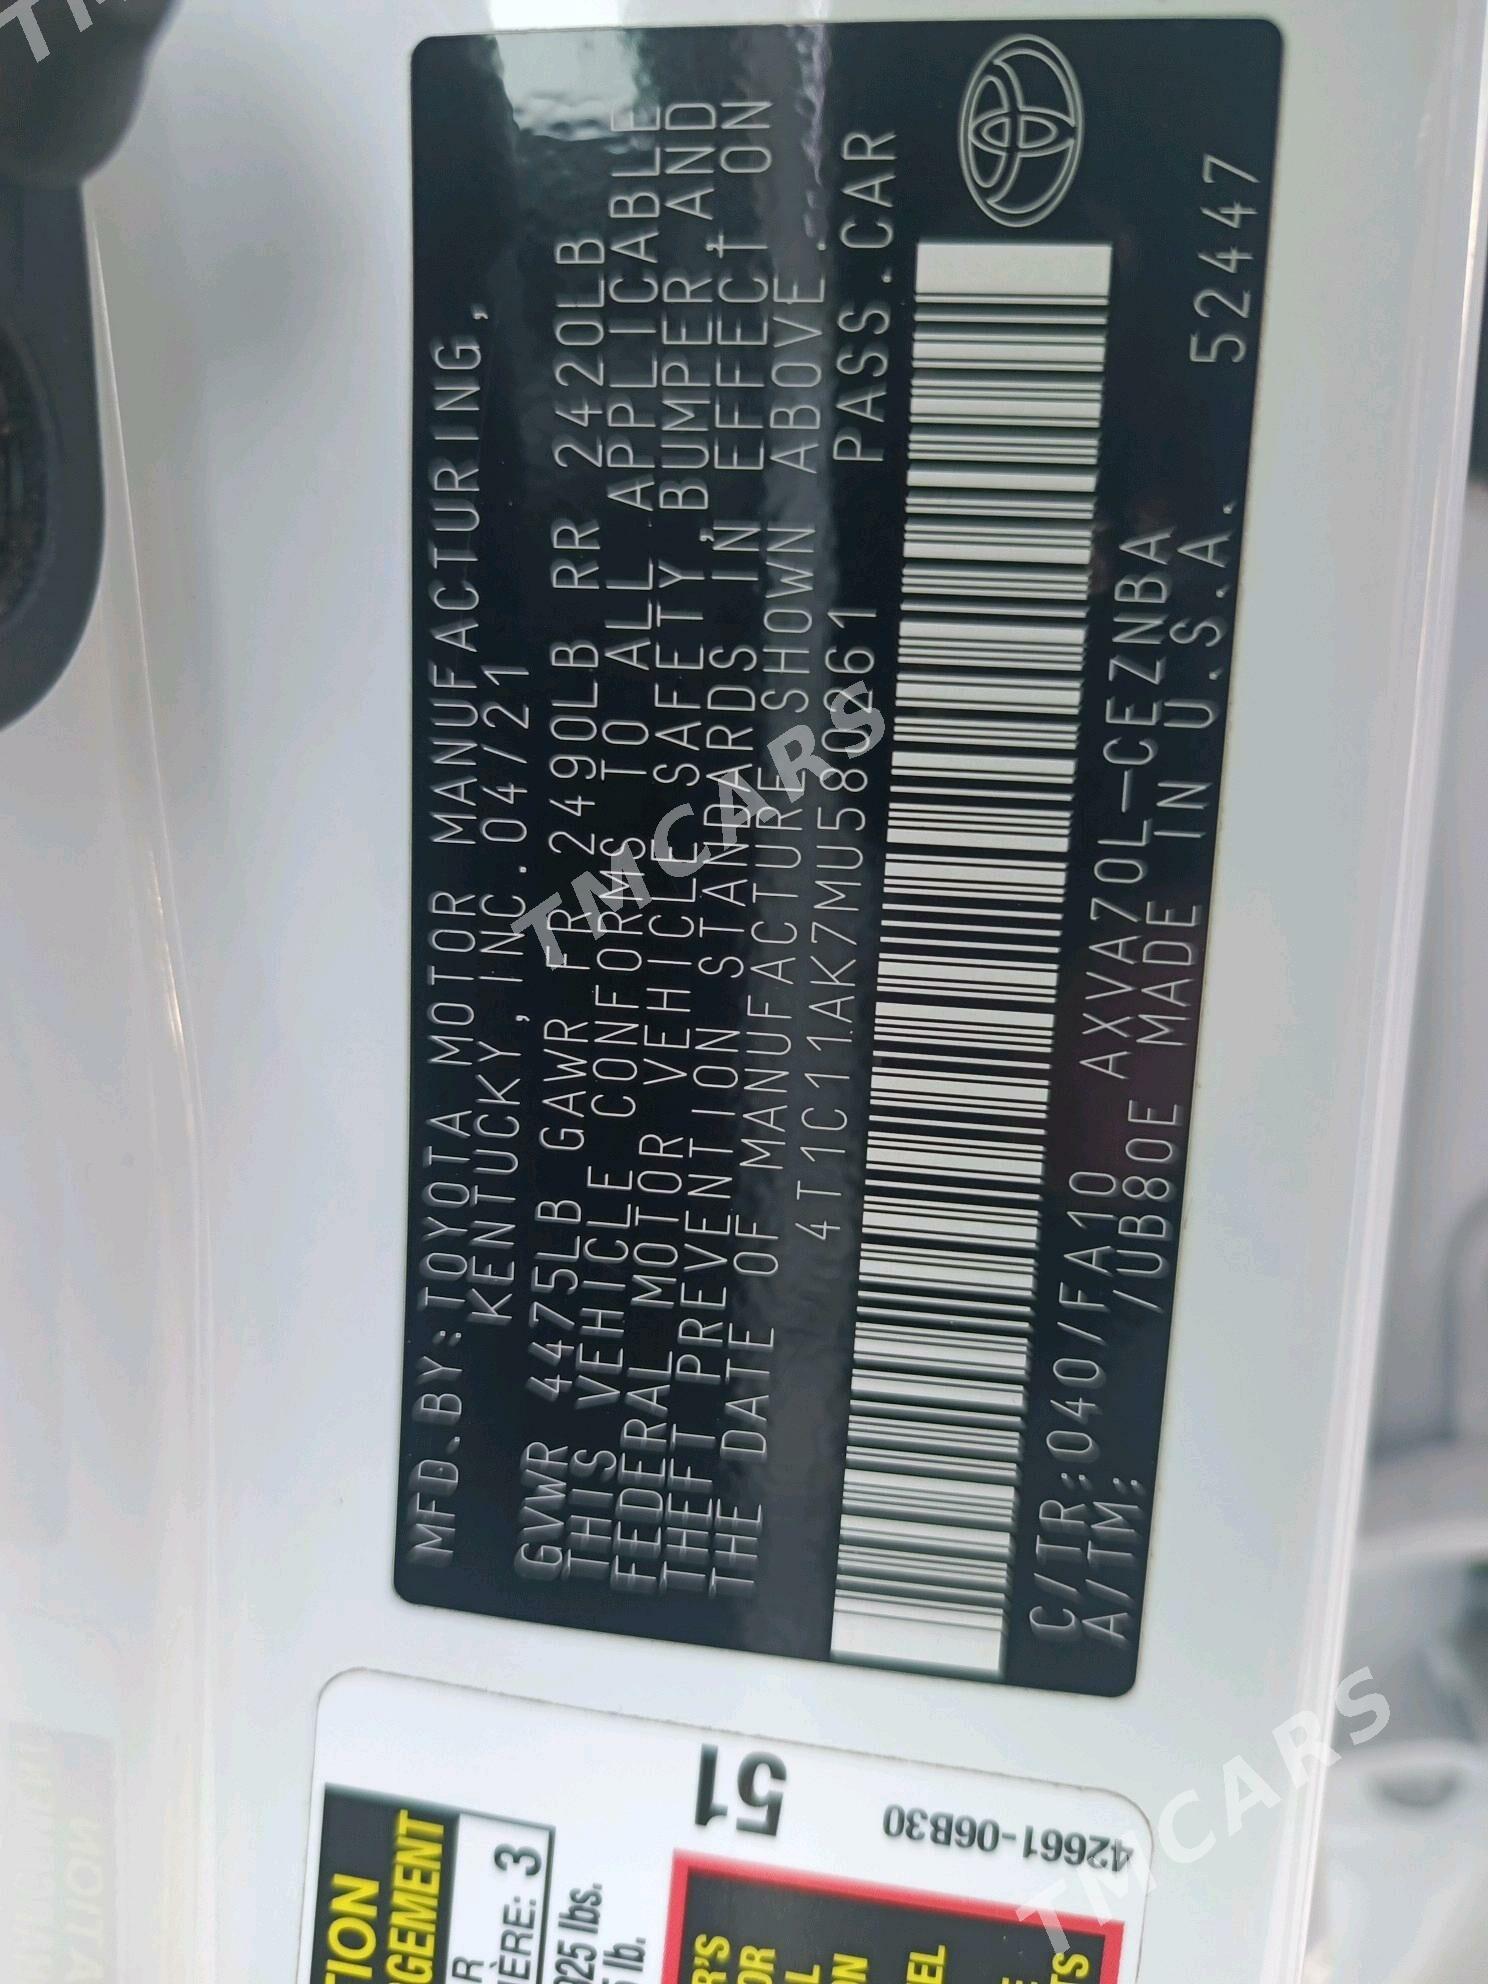 MFD.BY:TOYOTA MOTOR MANUFACTURING,
KENTUCKY,INC.04/21
GVWR 4475LB GAWR FR 2490LB RR 2420LB
THIS VEHICLE CONFORMS TO ALL APPLICABLE
FEDERAL MOTOR VEHICLE SAFETY,BUMPER,AND
THEFT PREVENTION STANDARDS IN EFFECT ON
THE DATE OF MANUFACTURE SHOWN ABOVE.
4T1C11AK7MU580261 PASS.CAR
C/TR:040/FA10 AXVA70L-CEZNBA
A/TM: /UB80E MADE IN U.S.A. 52447
51
42661-06B30
3
TMCARS
TMCARS